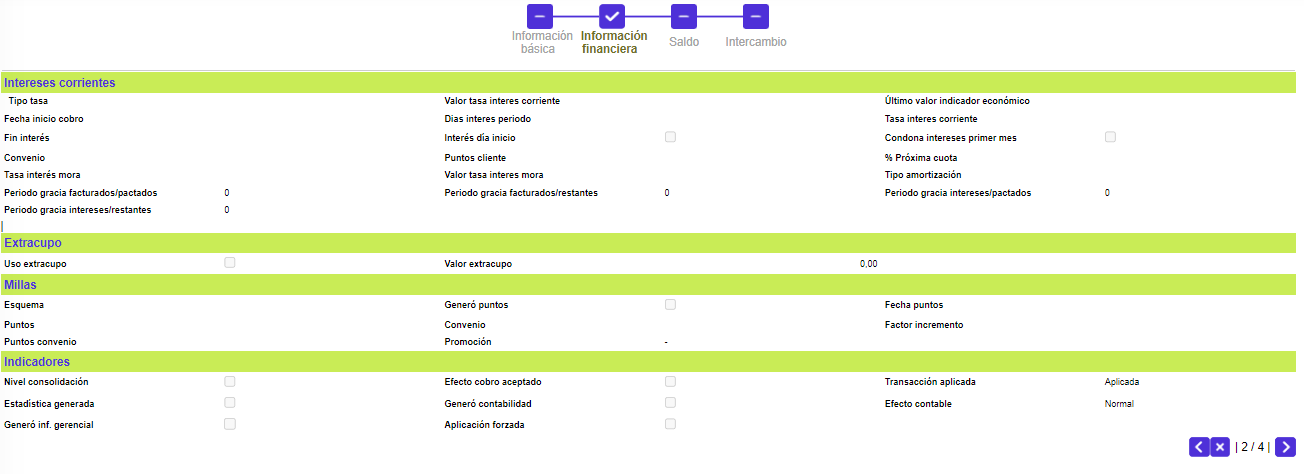 Información básica
Información financiera
Saldo
Intercambio
Intereses corrientes
Tipo tasa Valor tasa interes corriente Último valor indicador económico
Fecha inicio cobro Dias interes periodo Tasa interes corriente
Fin interés Interés día inicio Condona intereses primer mes
Convenio Puntos cliente % Próxima cuota
Tasa interés mora Valor tasa interes mora Tipo amortización
Periodo gracia facturados/pactados 0 Periodo gracia facturados/restantes 0 Periodo gracia intereses/pactados 0
Periodo gracia intereses/restantes 0
Extracupo
Uso extracupo Valor extracupo 0,00
Millas
Esquema Generó puntos Fecha puntos
Puntos Convenio Factor incremento
Puntos convenio Promoción -
Indicadores
Nivel consolidación Efecto cobro aceptado Transacción aplicada Aplicada
Estadística generada Generó contabilidad Efecto contable Normal
Generó inf. gerencial Aplicación forzada
| 2 / 4 |